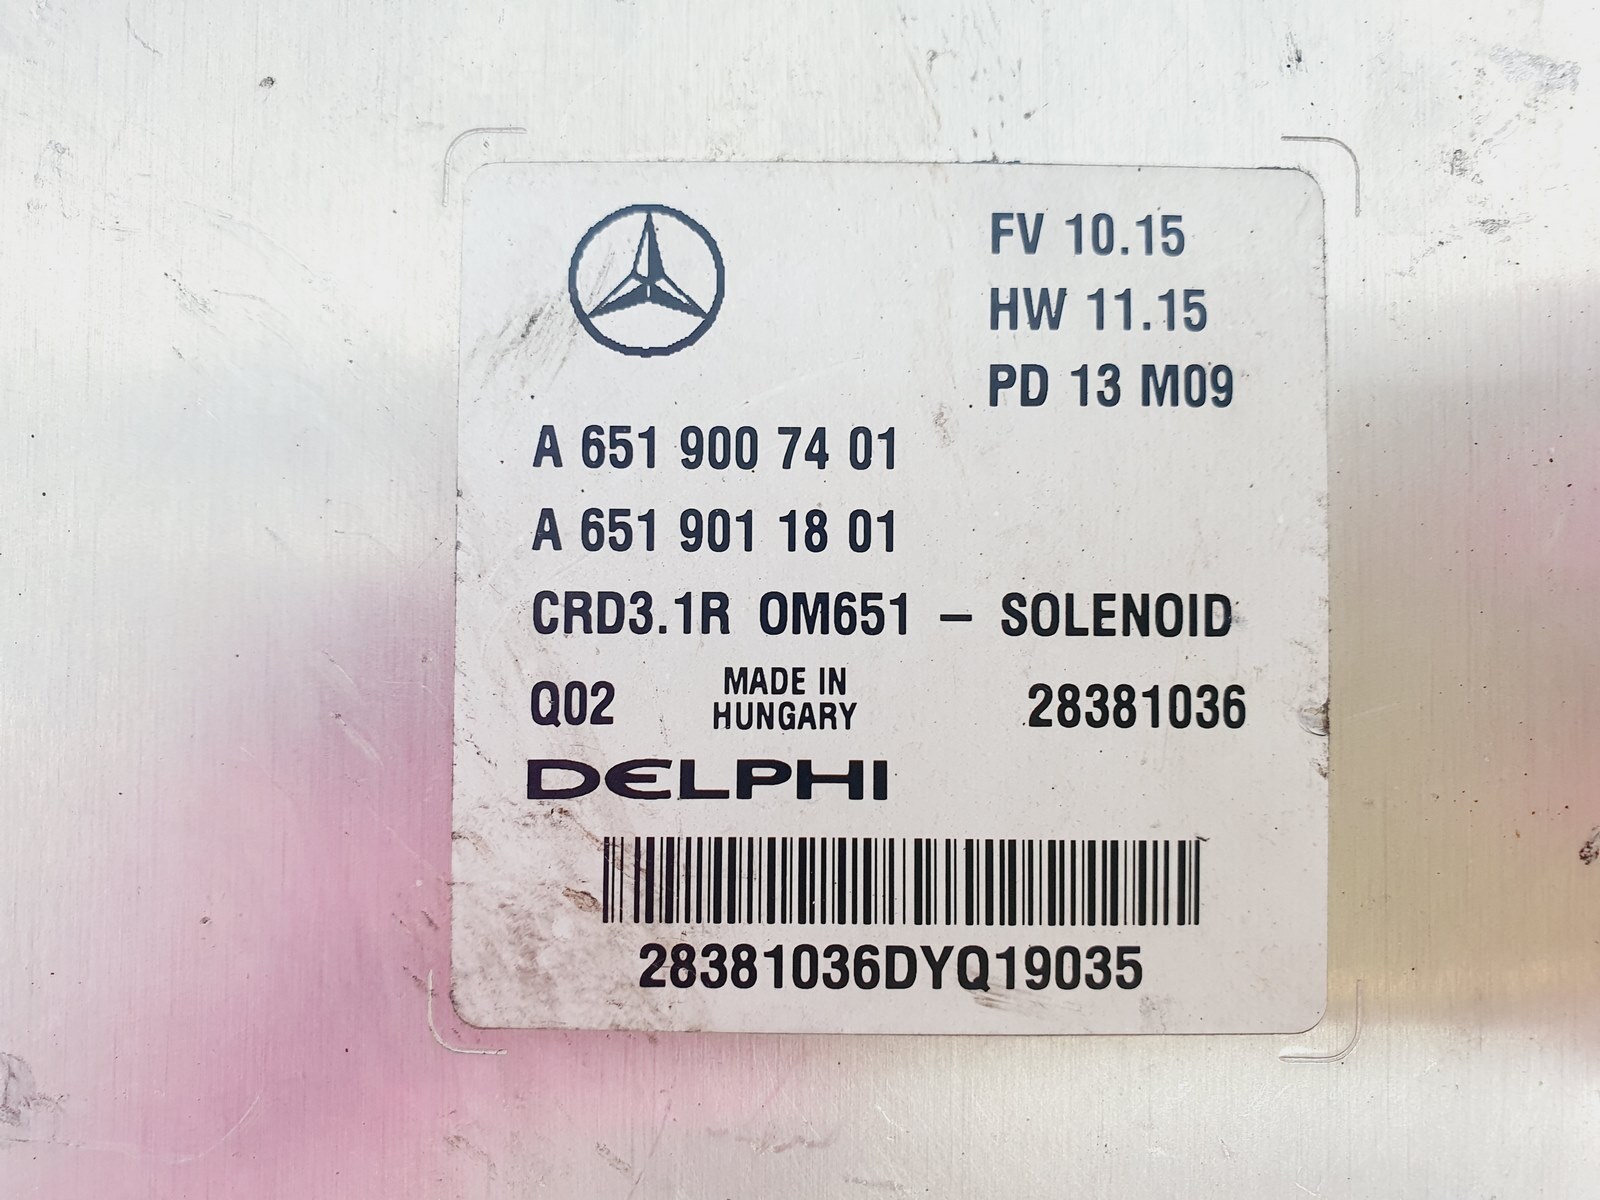 FV 10.15
HW 11.15
PD 13 M09
A 651 900 74 01
A 651 901 18 01
CRD3.1R OM651 – SOLENOID
Q02 MADE IN HUNGARY 28381036
DELPHI
28381036DYQ19035